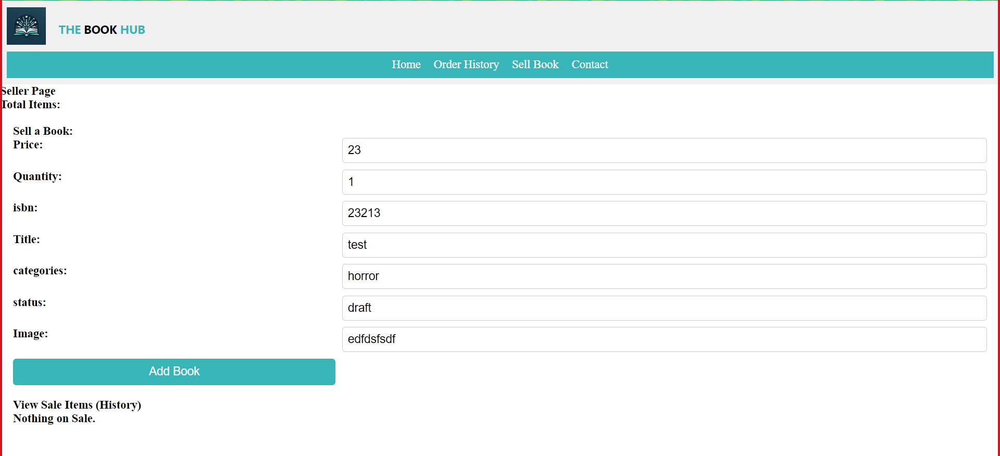 THE BOOK HUB
Home Order History Sell Book Contact
Seller Page
Total Items:
Sell a Book:
Price: 23
Quantity: 1
isbn: 23213
Title: test
categories: horror
status: draft
Image: edfdsfsdf
Add Book
View Sale Items (History)
Nothing on Sale.